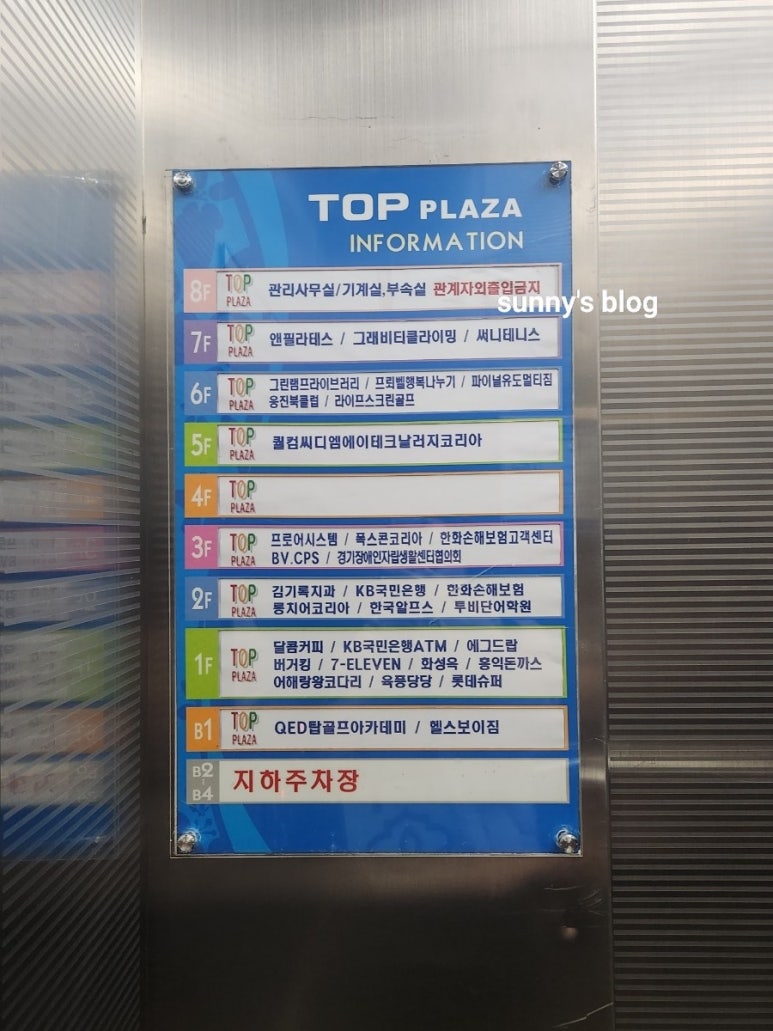 TOP PLAZA
INFORMATION
8F TOP PLAZA 관리사무실/기계실,부속실 관계자외출입금지
sunny's blog
7F TOP PLAZA 앤필라테스 / 그래비티클라이밍 / 써니테니스
6F TOP PLAZA 그린램프라이브러리 / 프뢰벨행복나누기 / 파이널유도멀티짐
웅진북클럽 / 라이프스크린골프
5F TOP PLAZA 퀄컴씨디엠에이테크날러지코리아
4F TOP PLAZA
3F TOP PLAZA 프로어시스템 / 폭스콘코리아 / 한화손해보험고객센터
BV.CPS / 경기장애인자립생활센터협의회
2F TOP PLAZA 김기록치과 / KB국민은행 / 한화손해보험
룽지어코리아 / 한국알프스 / 투비단어학원
1F TOP PLAZA 달콤커피 / KB국민은행ATM / 에그드랍
버거킹 / 7-ELEVEN / 화성옥 / 홍익돈까스
어해랑왕코다리 / 육풍당당 / 롯데슈퍼
B1 TOP PLAZA QED탑골프아카데미 / 헬스보이짐
B2
B4 지하주차장